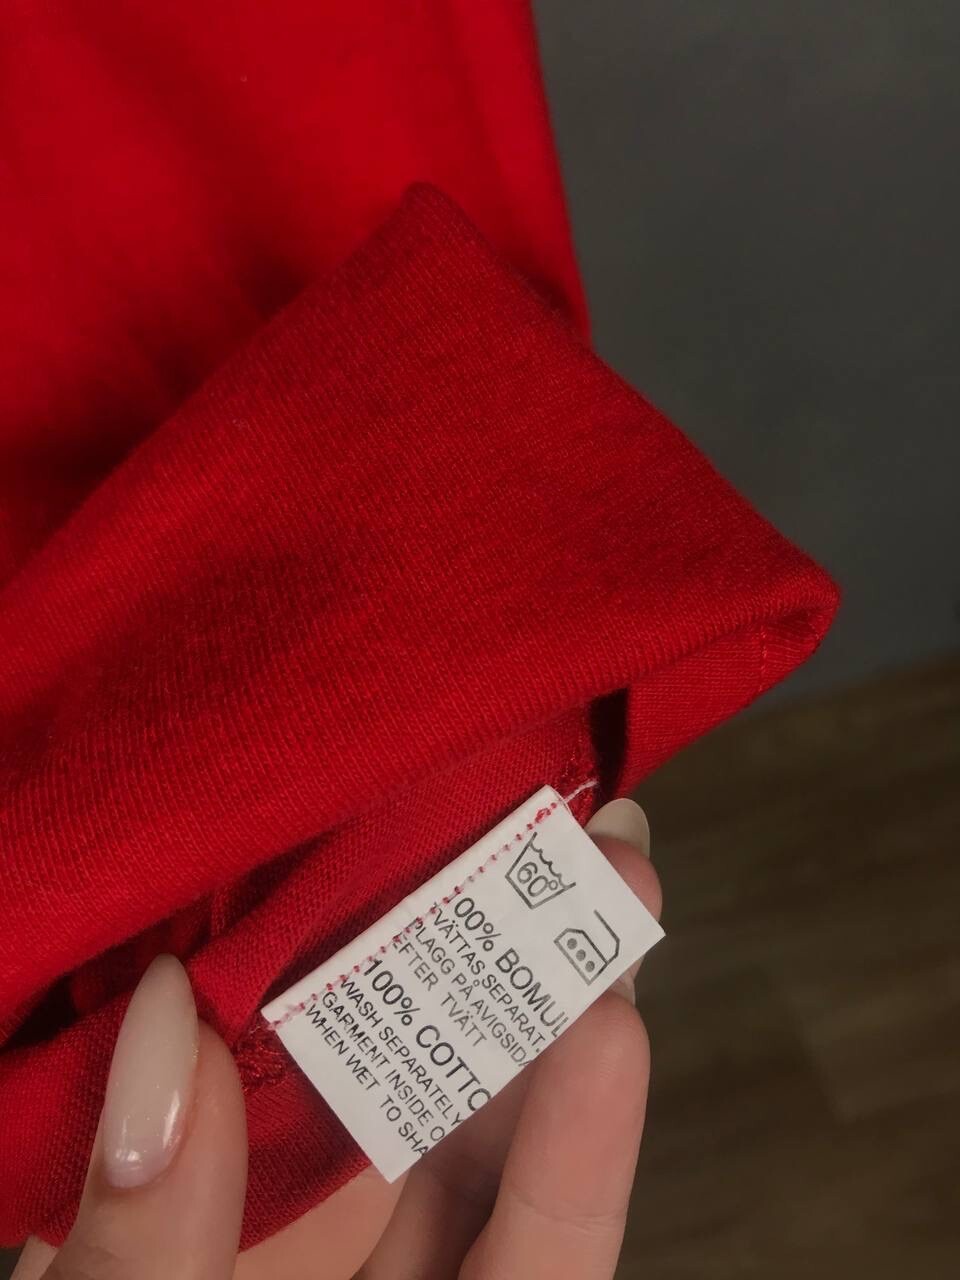 60°
00% BOMUL
TVÄTTAS SEPARAT.
PLAGG PÅ AVIGSIDA
EFTER TVÄTT
100% COTTO
WASH SEPARATELY
GARMENT INSIDE O
WHEN WET TO SHA